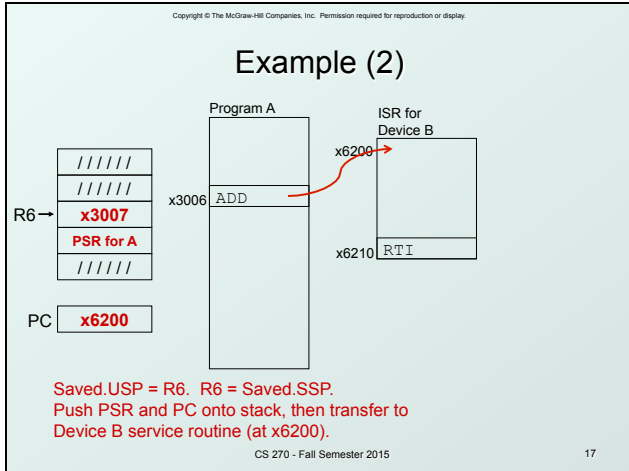 Copyright © The McGraw-Hill Companies, Inc. Permission required for reproduction or display.
Example (2)
Program A
ISR for
Device B
x6200
//////
//////
x3006 ADD
R6 x3007
PSR for A
//////
x6210 RTI
PC x6200
Saved.USP = R6. R6 = Saved.SSP.
Push PSR and PC onto stack, then transfer to
Device B service routine (at x6200).
CS 270 - Fall Semester 2015
17